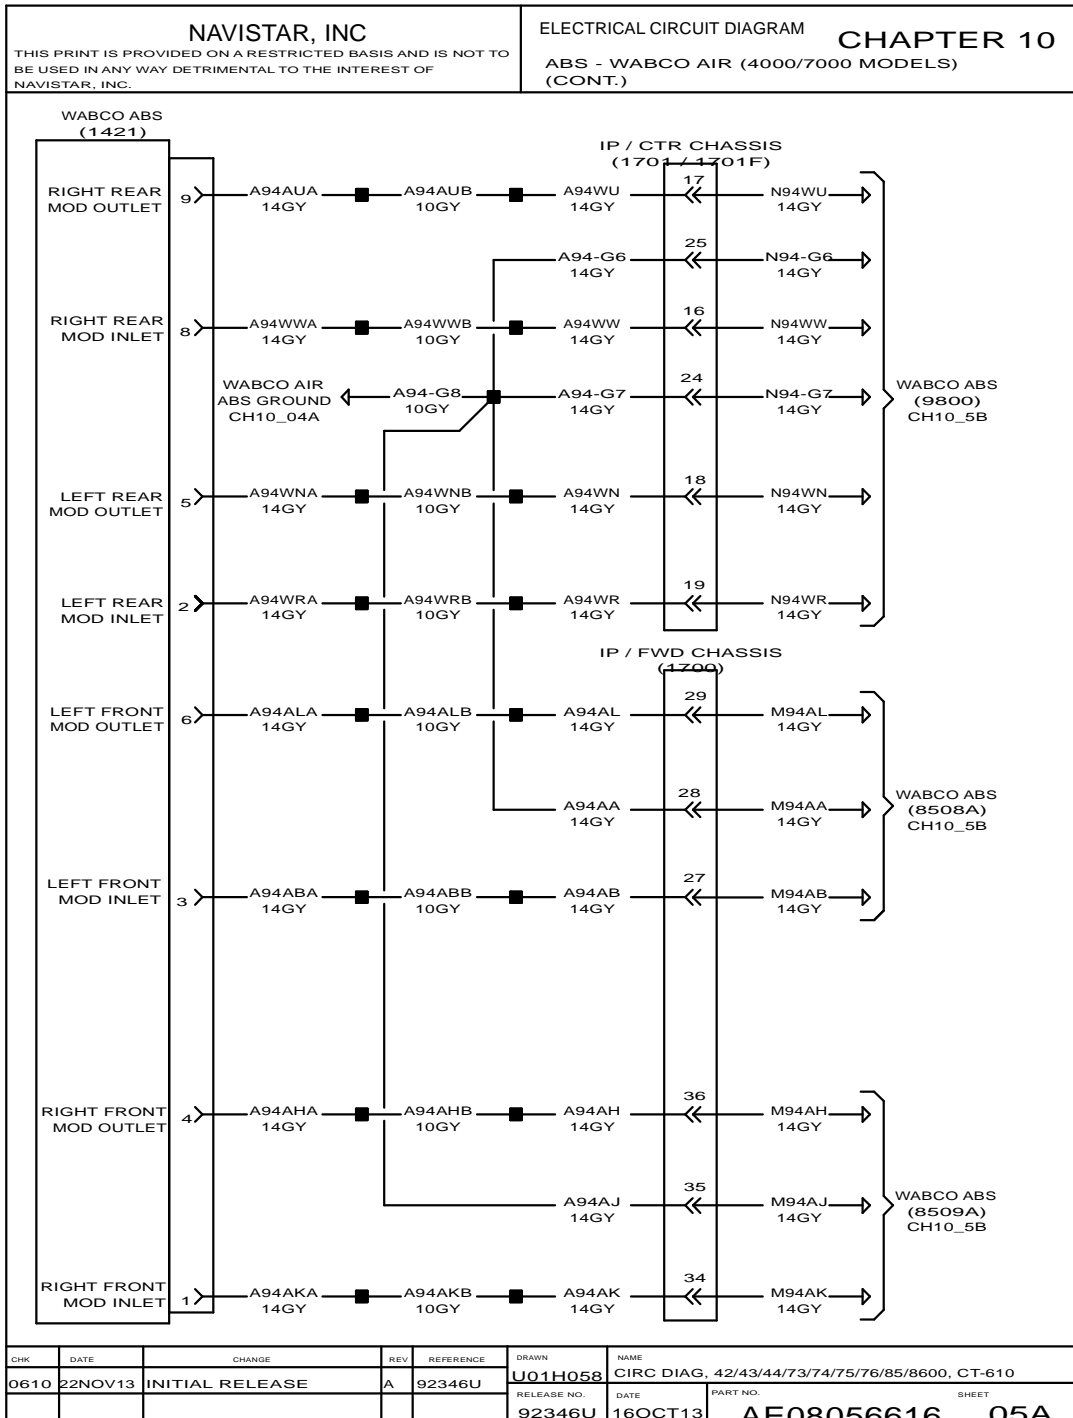 NAVISTAR, INC
THIS PRINT IS PROVIDED ON A RESTRICTED BASIS AND IS NOT TO
BE USED IN ANY WAY DETRIMENTAL TO THE INTEREST OF
NAVISTAR, INC.
ELECTRICAL CIRCUIT DIAGRAM
CHAPTER 10
ABS - WABCO AIR (4000/7000 MODELS)
(CONT.)
WABCO ABS
(1421)
IP / CTR CHASSIS
(1701 / 1701F)
RIGHT REAR
MOD OUTLET
9
A94AUA
14GY
A94AUB
10GY
A94WU
14GY
17
N94WU
14GY
A94-G6
14GY
25
N94-G6
14GY
RIGHT REAR
MOD INLET
8
A94WWA
14GY
A94WWB
10GY
A94WW
14GY
16
N94WW
14GY
WABCO AIR
ABS GROUND
CH10_04A
A94-G8
10GY
A94-G7
14GY
24
N94-G7
14GY
WABCO ABS
(9800)
CH10_5B
LEFT REAR
MOD OUTLET
5
A94WNA
14GY
A94WNB
10GY
A94WN
14GY
18
N94WN
14GY
LEFT REAR
MOD INLET
2
A94WRA
14GY
A94WRB
10GY
A94WR
14GY
19
N94WR
14GY
IP / FWD CHASSIS
(1700)
LEFT FRONT
MOD OUTLET
6
A94ALA
14GY
A94ALB
10GY
A94AL
14GY
29
M94AL
14GY
A94AA
14GY
28
M94AA
14GY
WABCO ABS
(8508A)
CH10_5B
LEFT FRONT
MOD INLET
3
A94ABA
14GY
A94ABB
10GY
A94AB
14GY
27
M94AB
14GY
RIGHT FRONT
MOD OUTLET
4
A94AHA
14GY
A94AHB
10GY
A94AH
14GY
36
M94AH
14GY
A94AJ
14GY
35
M94AJ
14GY
WABCO ABS
(8509A)
CH10_5B
RIGHT FRONT
MOD INLET
1
A94AKA
14GY
A94AKB
10GY
A94AK
14GY
34
M94AK
14GY
CHK DATE CHANGE REV REFERENCE
0610 22NOV13 INITIAL RELEASE A 92346U
DRAWN
U01H058
NAME
CIRC DIAG, 42/43/44/73/74/75/76/85/8600, CT-610
RELEASE NO.
92346U
DATE
16OCT13
PART NO.
AF08056616
SHEET
05A